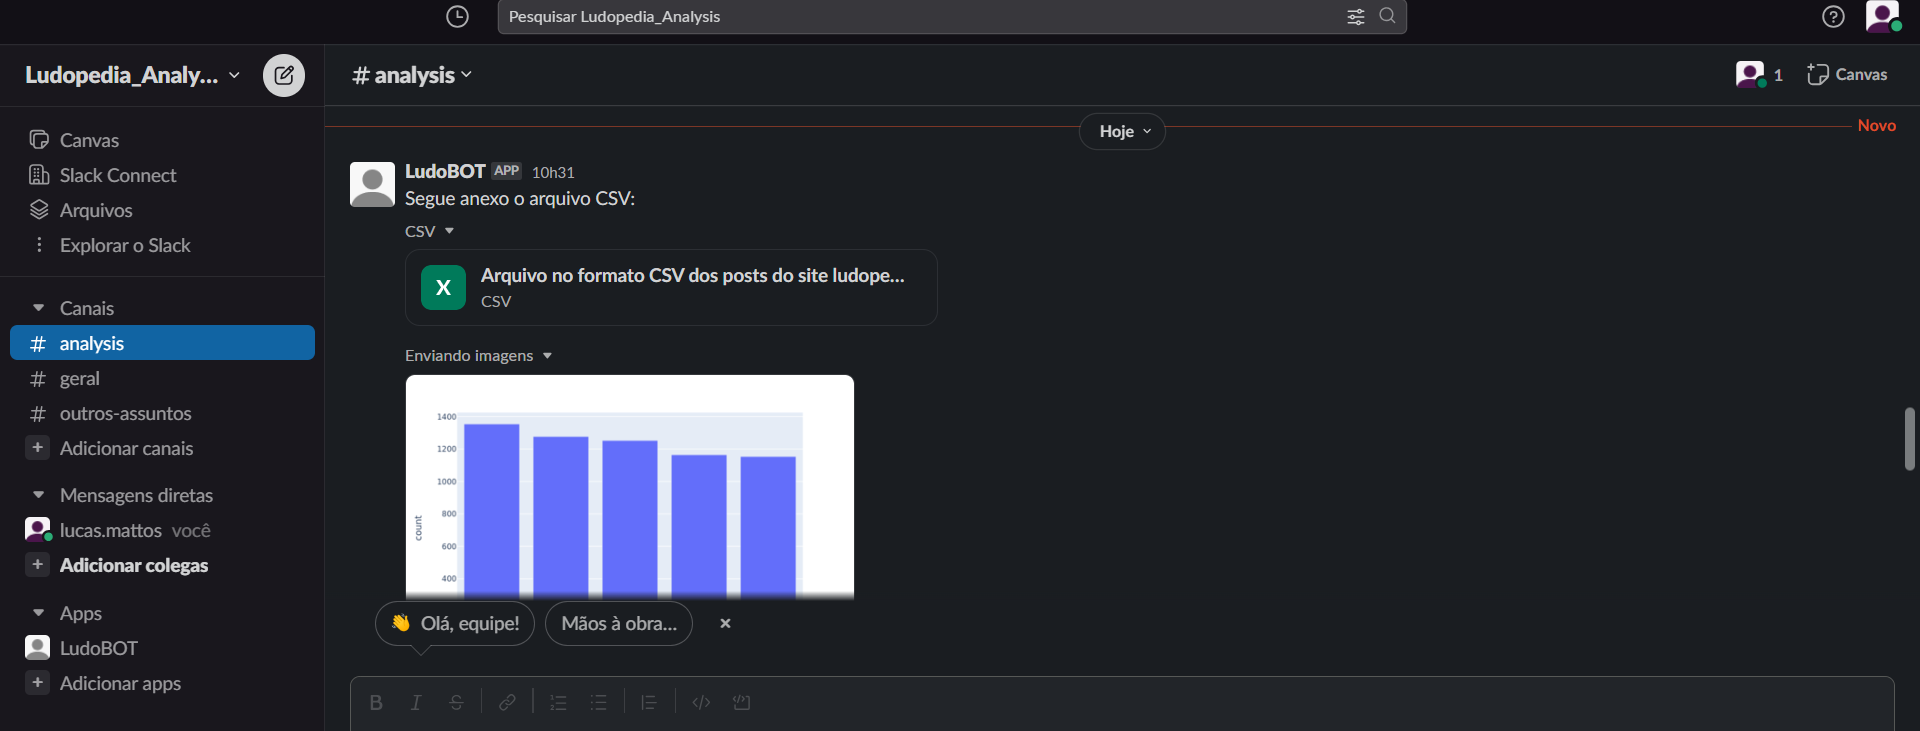 Pesquisar Ludopedia_Analysis
Ludopedia_Analy...
# analysis
1
Canvas
Canvas
Slack Connect
Arquivos
Explorar o Slack
Canais
# analysis
# geral
# outros-assuntos
+ Adicionar canais
Mensagens diretas
lucas.mattos você
+ Adicionar colegas
Apps
LudoBOT
+ Adicionar apps
Hoje
Novo
LudoBOT APP 10h31
Segue anexo o arquivo CSV:
CSV
X
Arquivo no formato CSV dos posts do site ludope...
CSV
Enviando imagens
1400
1200
1000
800
600
400
count
Olá, equipe!
Mãos à obra...
B I S